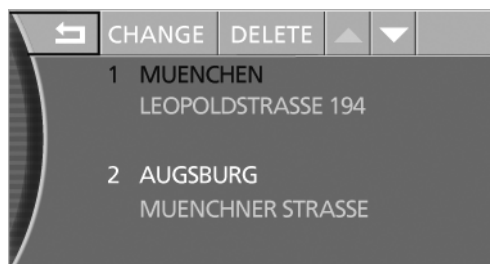 CHANGE DELETE
1 MUENCHEN
LEOPOLDSTRASSE 194
2 AUGSBURG
MUENCHNER STRASSE